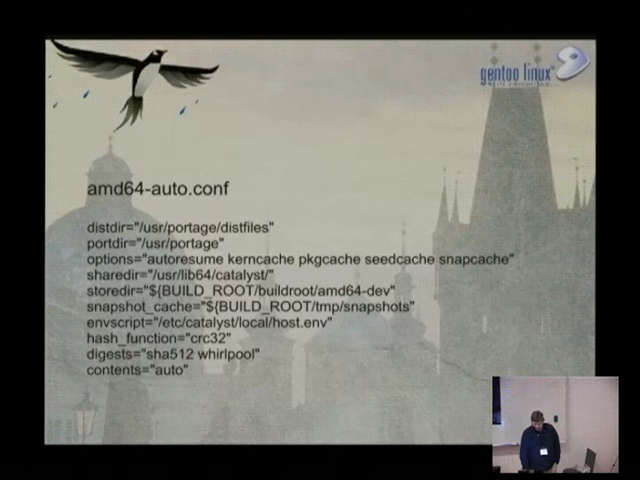 gentoo linux
amd64-auto.conf
distdir="/usr/portage/distfiles"
portdir="/usr/portage"
options="autoresume kerncache pkgcache seedcache snapcache"
sharedir="/usr/lib64/catalyst/"
storedir="${BUILD_ROOT/buildroot/amd64-dev"
snapshot_cache="${BUILD_ROOT/tmp/snapshots"
envscript="/etc/catalyst/local/host.env"
hash_function="crc32"
digests="sha512 whirlpool"
contents="auto"